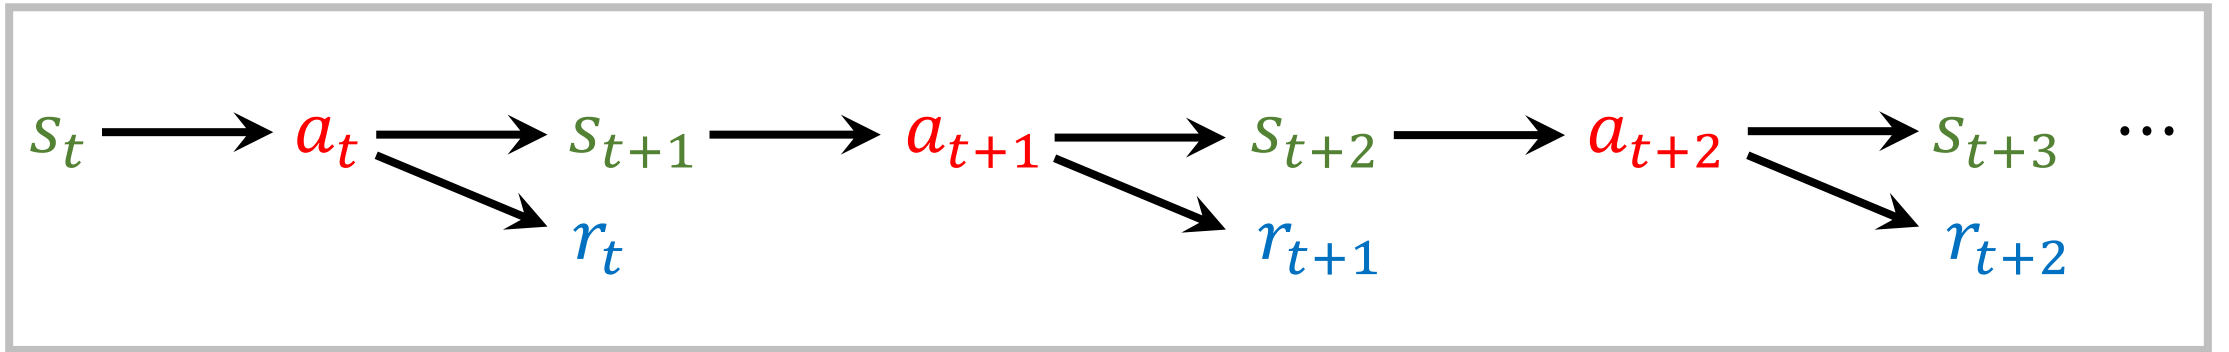 s_t → a_t → s_{t+1} → a_{t+1} → s_{t+2} → a_{t+2} → s_{t+3} ⋯
r_t r_{t+1} r_{t+2}